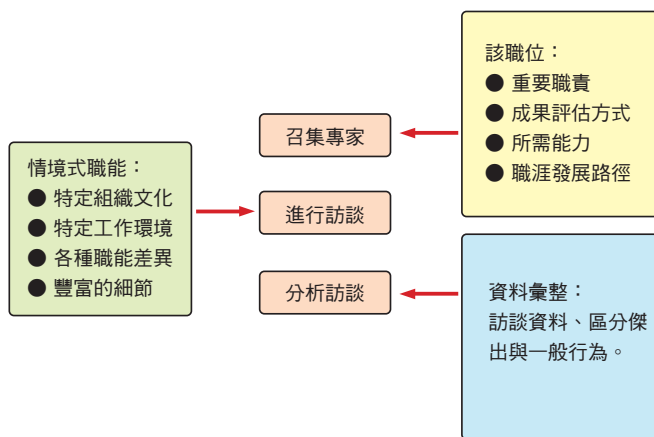 該職位：
● 重要職責
● 成果評估方式
● 所需能力
● 職涯發展路徑
召集專家
情境式職能：
● 特定組織文化
● 特定工作環境
● 各種職能差異
● 豐富的細節
進行訪談
分析訪談
資料彙整：
訪談資料、區分傑
出與一般行為。